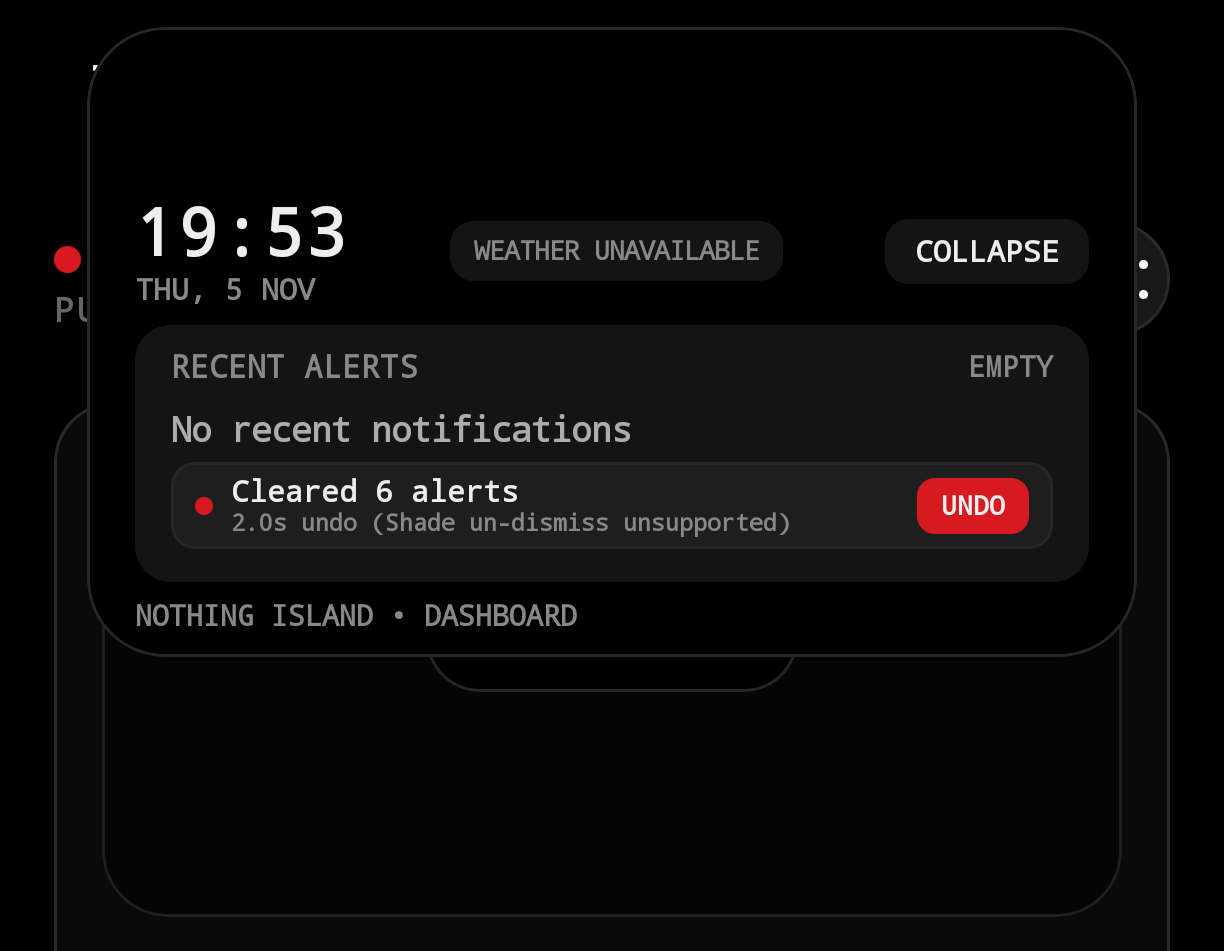 19:53
THU, 5 NOV
WEATHER UNAVAILABLE
COLLAPSE
RECENT ALERTS
EMPTY
No recent notifications
Cleared 6 alerts
2.0s undo (Shade un-dismiss unsupported)
UNDO
NOTHING ISLAND • DASHBOARD